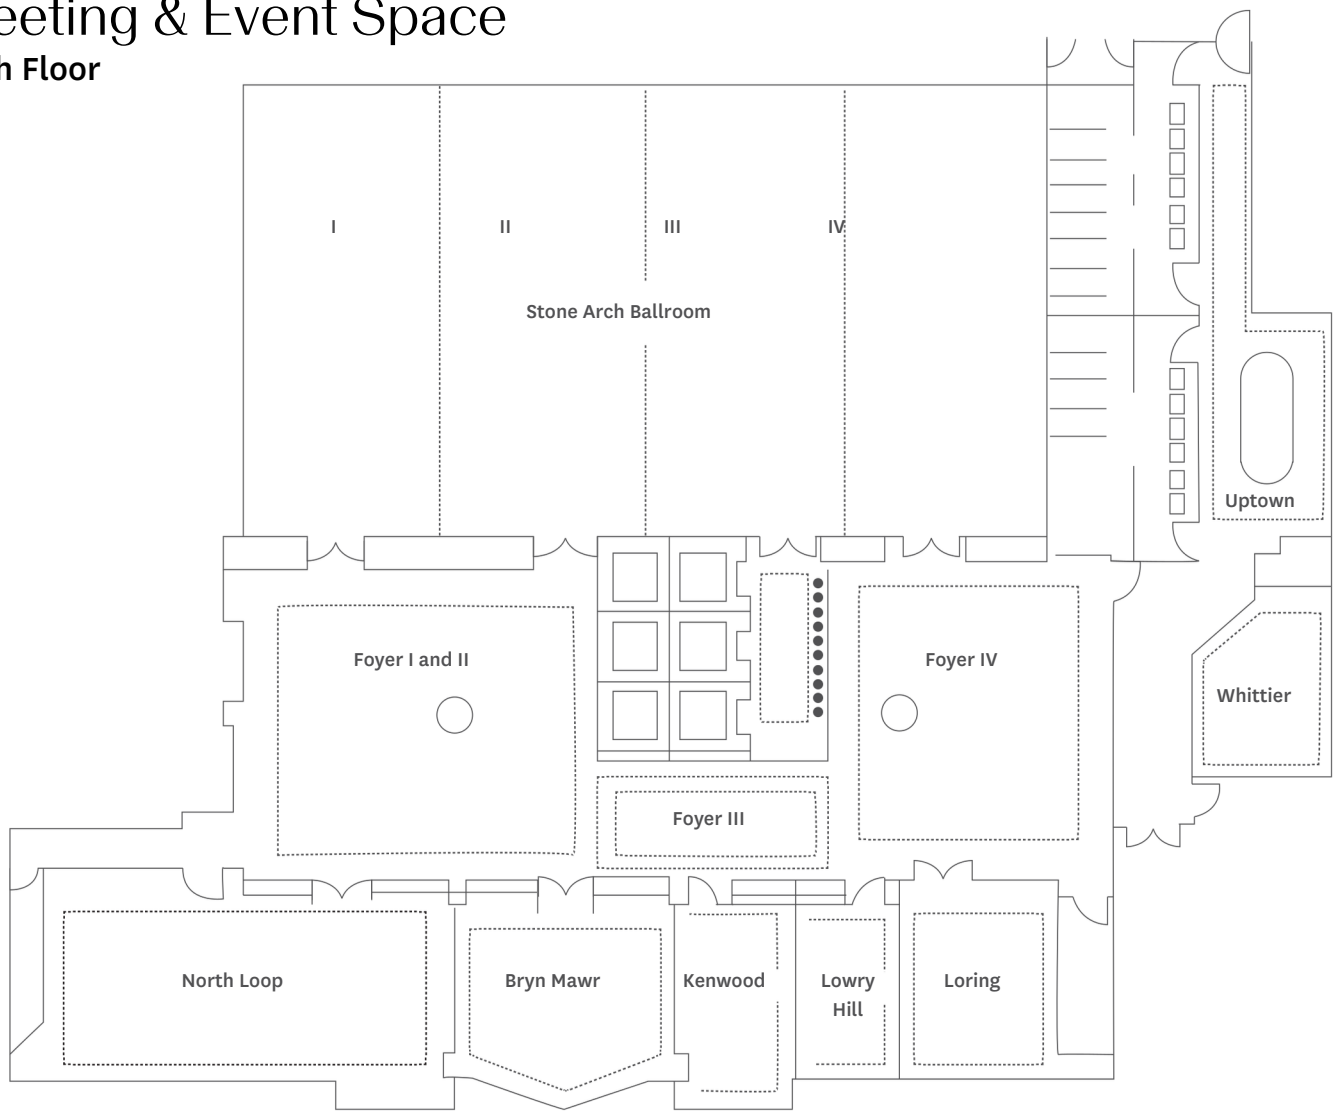 eeting & Event Space
h Floor
I
II
III
IV
Stone Arch Ballroom
Uptown
Foyer I and II
Foyer IV
Whittier
Foyer III
North Loop
Bryn Mawr
Kenwood
Lowry
Hill
Loring